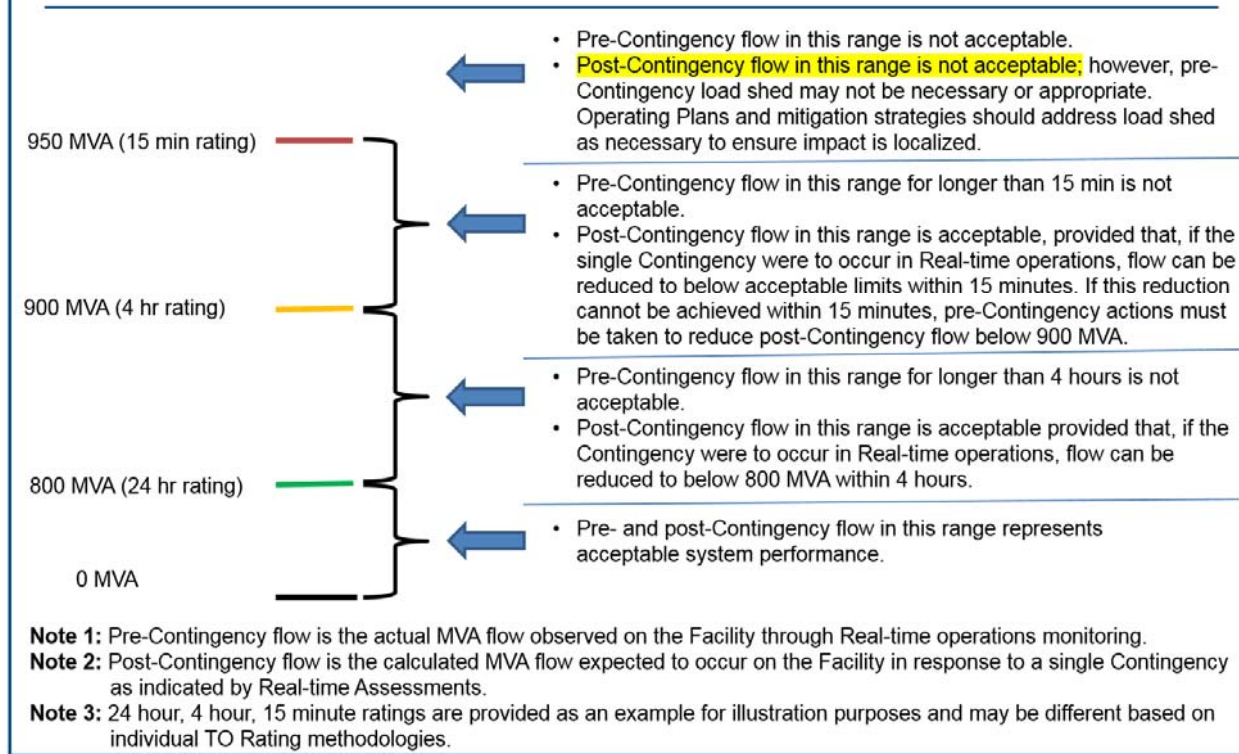 • Pre-Contingency flow in this range is not acceptable.
• Post-Contingency flow in this range is not acceptable; however, pre-
Contingency load shed may not be necessary or appropriate.
Operating Plans and mitigation strategies should address load shed
as necessary to ensure impact is localized.
950 MVA (15 min rating)
• Pre-Contingency flow in this range for longer than 15 min is not
acceptable.
• Post-Contingency flow in this range is acceptable, provided that, if the
single Contingency were to occur in Real-time operations, flow can be
reduced to below acceptable limits within 15 minutes. If this reduction
cannot be achieved within 15 minutes, pre-Contingency actions must
be taken to reduce post-Contingency flow below 900 MVA.
900 MVA (4 hr rating)
• Pre-Contingency flow in this range for longer than 4 hours is not
acceptable.
• Post-Contingency flow in this range is acceptable provided that, if the
Contingency were to occur in Real-time operations, flow can be
reduced to below 800 MVA within 4 hours.
800 MVA (24 hr rating)
• Pre- and post-Contingency flow in this range represents
acceptable system performance.
0 MVA
Note 1: Pre-Contingency flow is the actual MVA flow observed on the Facility through Real-time operations monitoring.
Note 2: Post-Contingency flow is the calculated MVA flow expected to occur on the Facility in response to a single Contingency
as indicated by Real-time Assessments.
Note 3: 24 hour, 4 hour, 15 minute ratings are provided as an example for illustration purposes and may be different based on
individual TO Rating methodologies.